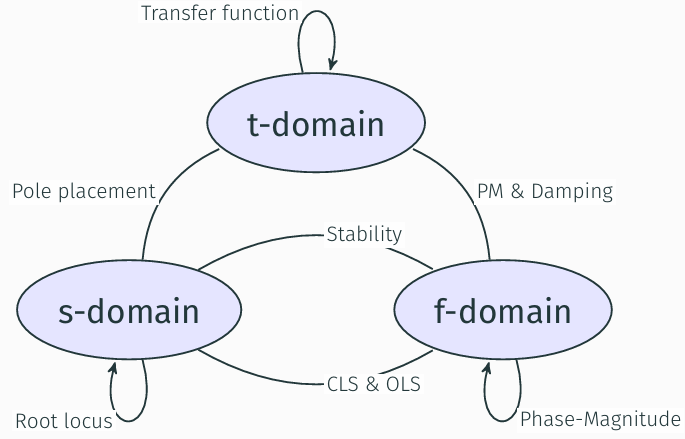 Transfer function
t-domain
Pole placement
PM & Damping
Stability
s-domain
f-domain
CLS & OLS
Root locus
Phase-Magnitude